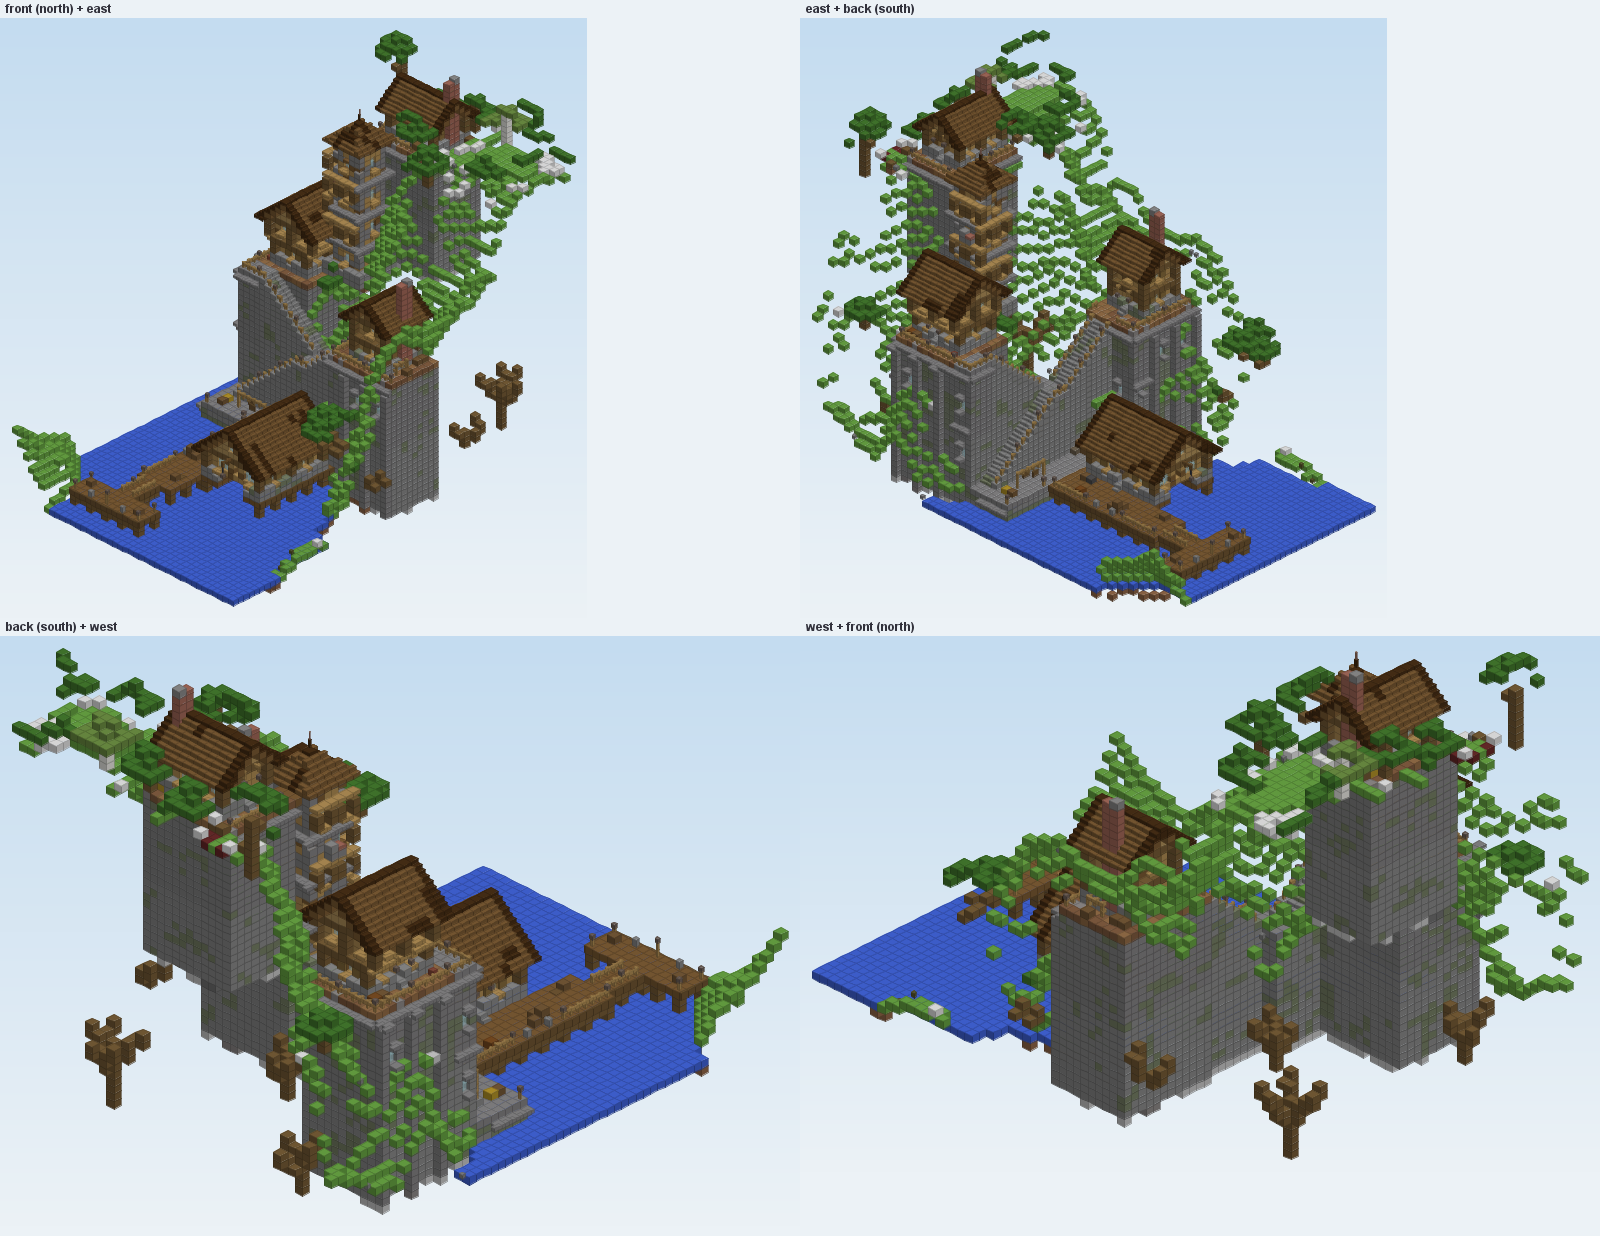 front (north) + east
east + back (south)
back (south) + west
west + front (north)